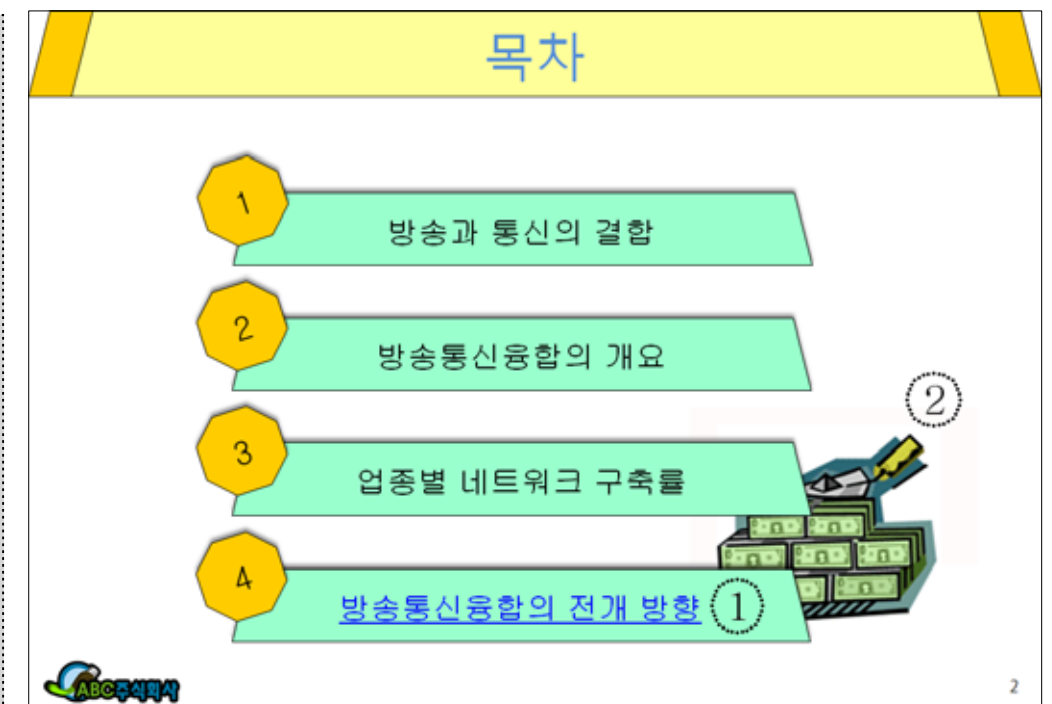 목차
1
방송과 통신의 결합
2
방송통신융합의 개요
②
3
업종별 네트워크 구축률
4
방송통신융합의 전개 방향 ①
ABC주식회사
2